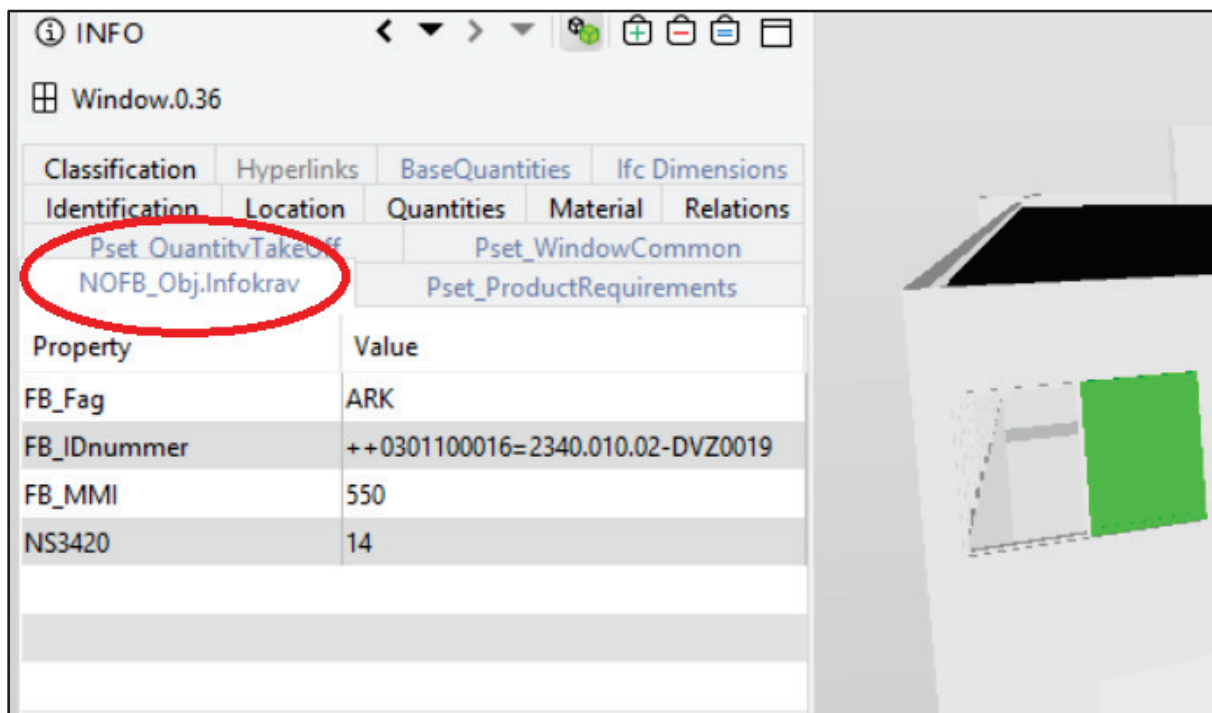 INFO
Window.0.36
Classification Hyperlinks BaseQuantities Ifc Dimensions
Identification Location Quantities Material Relations
Pset_QuantityTakeOff Pset_WindowCommon
NOFB_Obj.Infokrav Pset_ProductRequirements
Property Value
FB_Fag ARK
FB_IDnummer ++0301100016=2340.010.02-DVZ0019
FB_MMI 550
NS3420 14